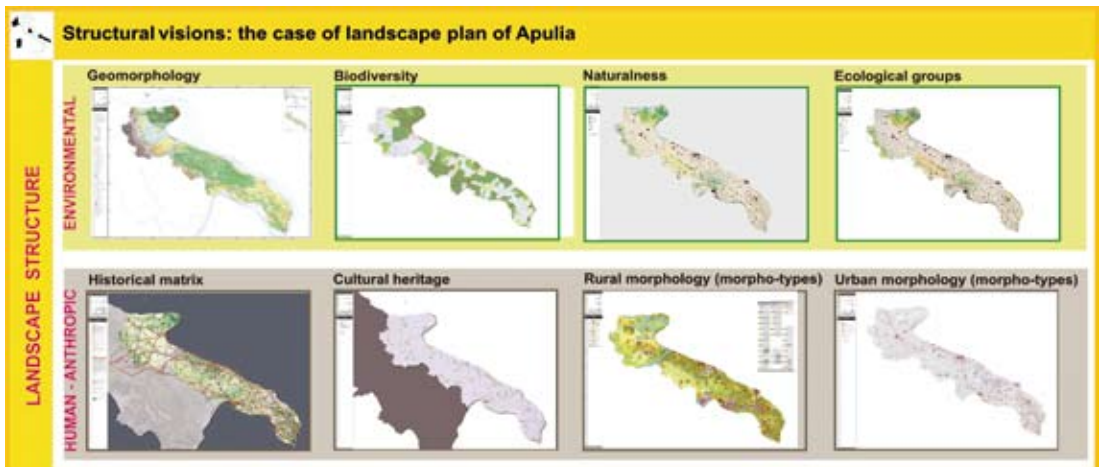 Structural visions: the case of landscape plan of Apulia
LANDSCAPE STRUCTURE
ENVIRONMENTAL
Geomorphology
Biodiversity
Naturalness
Ecological groups
HUMAN - ANTHROPIC
Historical matrix
Cultural heritage
Rural morphology (morpho-types)
Urban morphology (morpho-types)